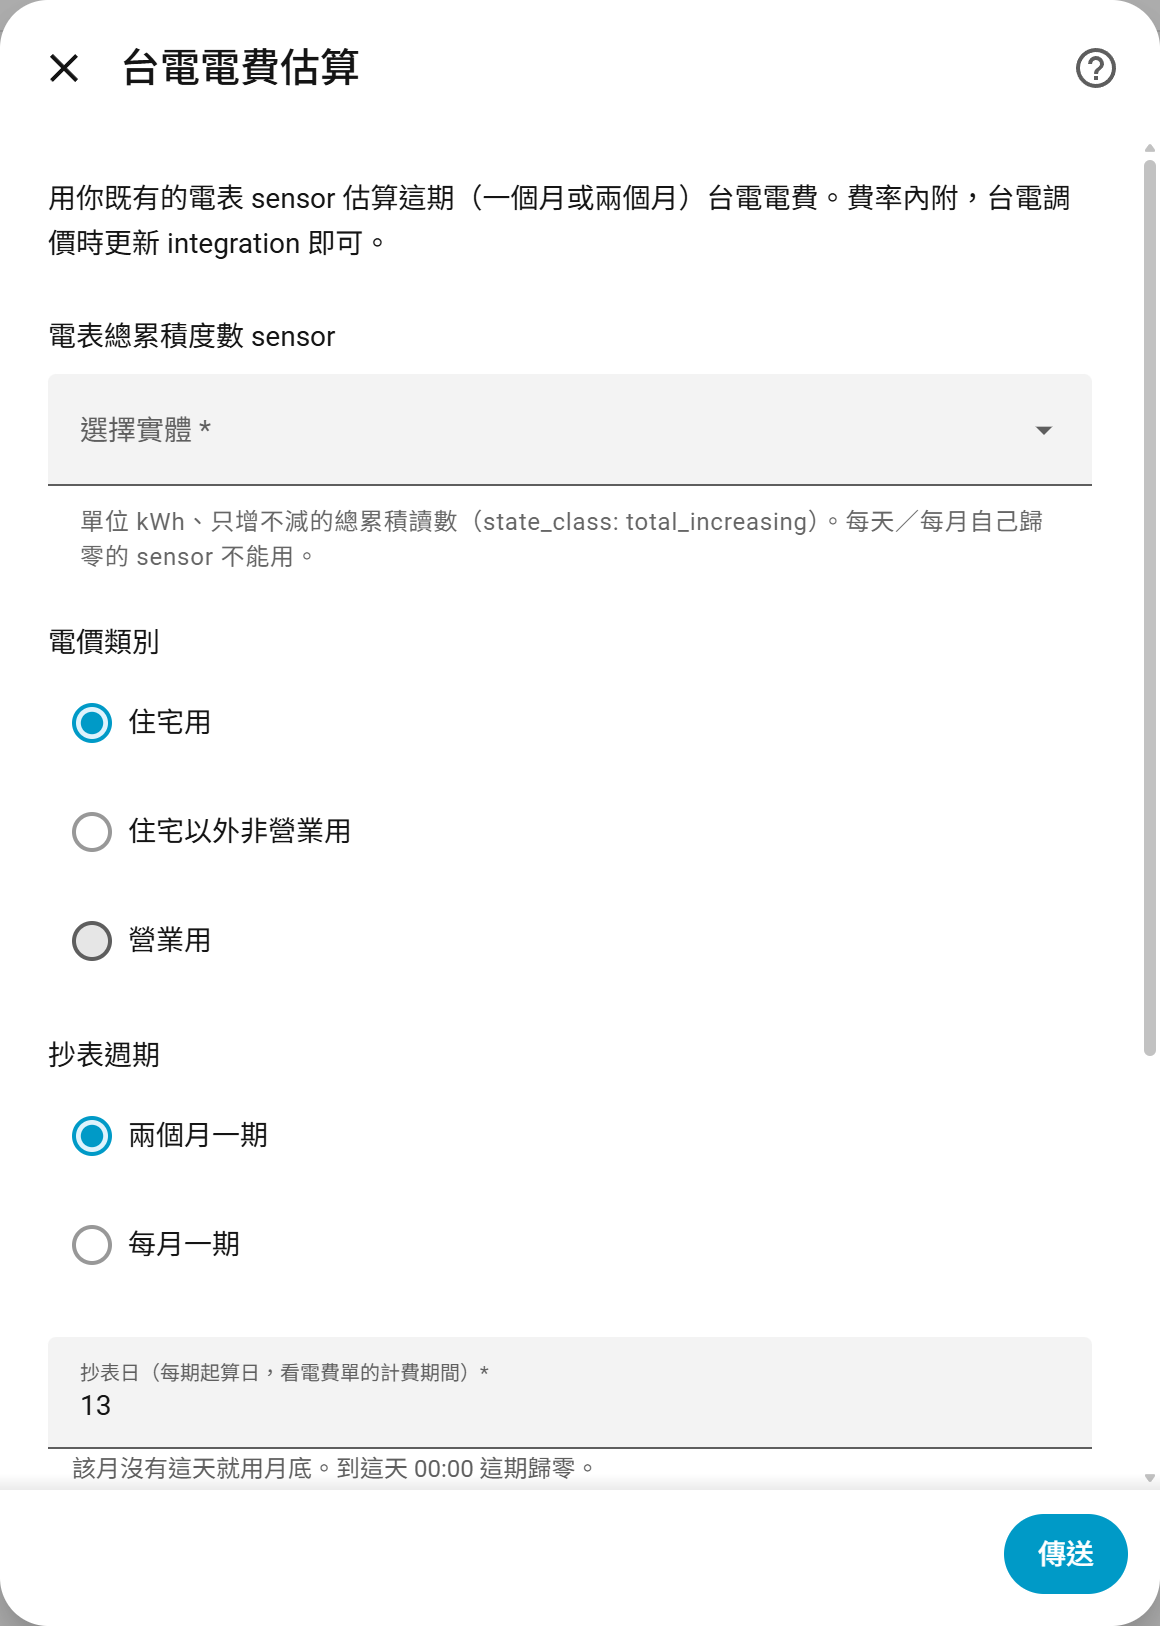 台電電費估算
用你既有的電表 sensor 估算這期（一個月或兩個月）台電電費。費率內附，台電調
價時更新 integration 即可。
電表總累積度數 sensor
選擇實體 *
單位 kWh、只增不減的總累積讀數（state_class: total_increasing）。每天／每月自己歸
零的 sensor 不能用。
電價類別
住宅用
住宅以外非營業用
營業用
抄表週期
兩個月一期
每月一期
抄表日（每期起算日，看電費單的計費期間）*
13
該月沒有這天就用月底。到這天 00:00 這期歸零。
傳送